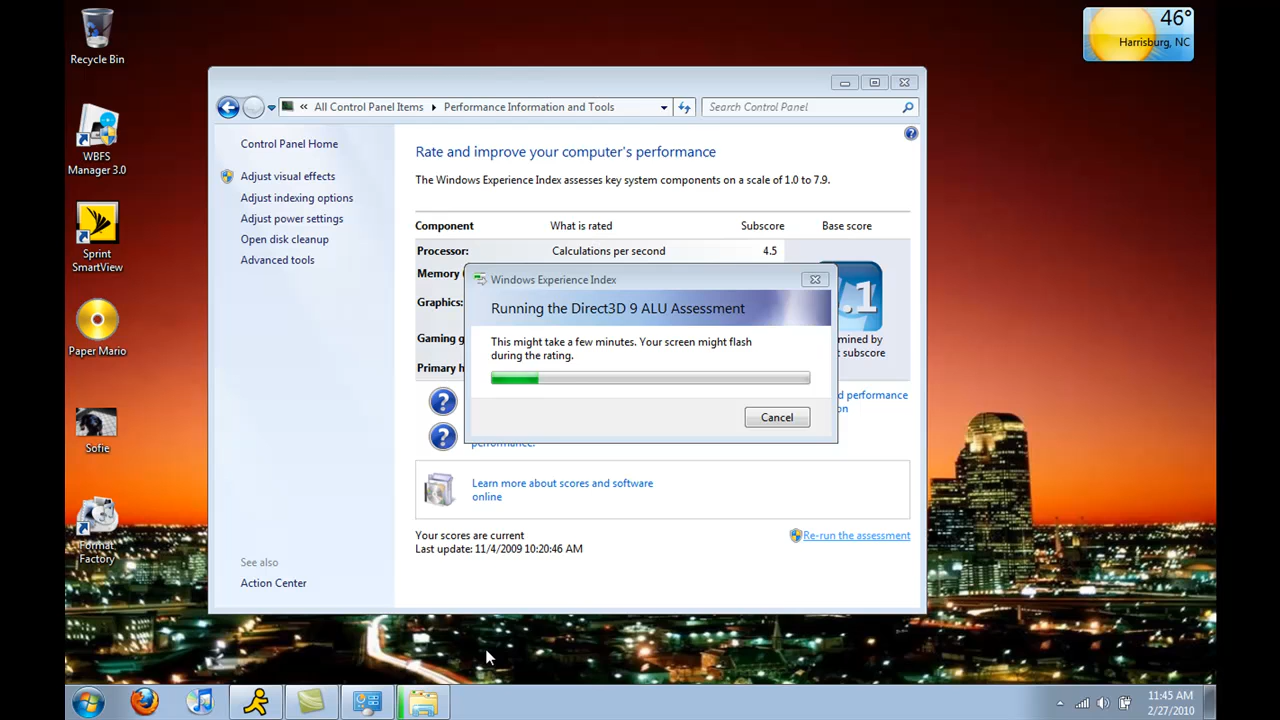 Recycle Bin
WBFS
Manager 3.0
Sprint
SmartView
Paper Mario
Sofie
Format
Factory
46°
Harrisburg, NC
« All Control Panel Items Performance Information and Tools
Search Control Panel
Control Panel Home
Adjust visual effects
Adjust indexing options
Adjust power settings
Open disk cleanup
Advanced tools
See also
Action Center
Rate and improve your computer's performance
The Windows Experience Index assesses key system components on a scale of 1.0 to 7.9.
Component What is rated Subscore Base score
Processor: Calculations per second 4.5
Memory
Graphics:
Gaming g
Primary h
.1
mined by
subscore
Windows Experience Index
Running the Direct3D 9 ALU Assessment
This might take a few minutes. Your screen might flash
during the rating.
Cancel
d performance
on
performance.
Learn more about scores and software
online
Your scores are current
Last update: 11/4/2009 10:20:46 AM
Re-run the assessment
11:45 AM
2/27/2010